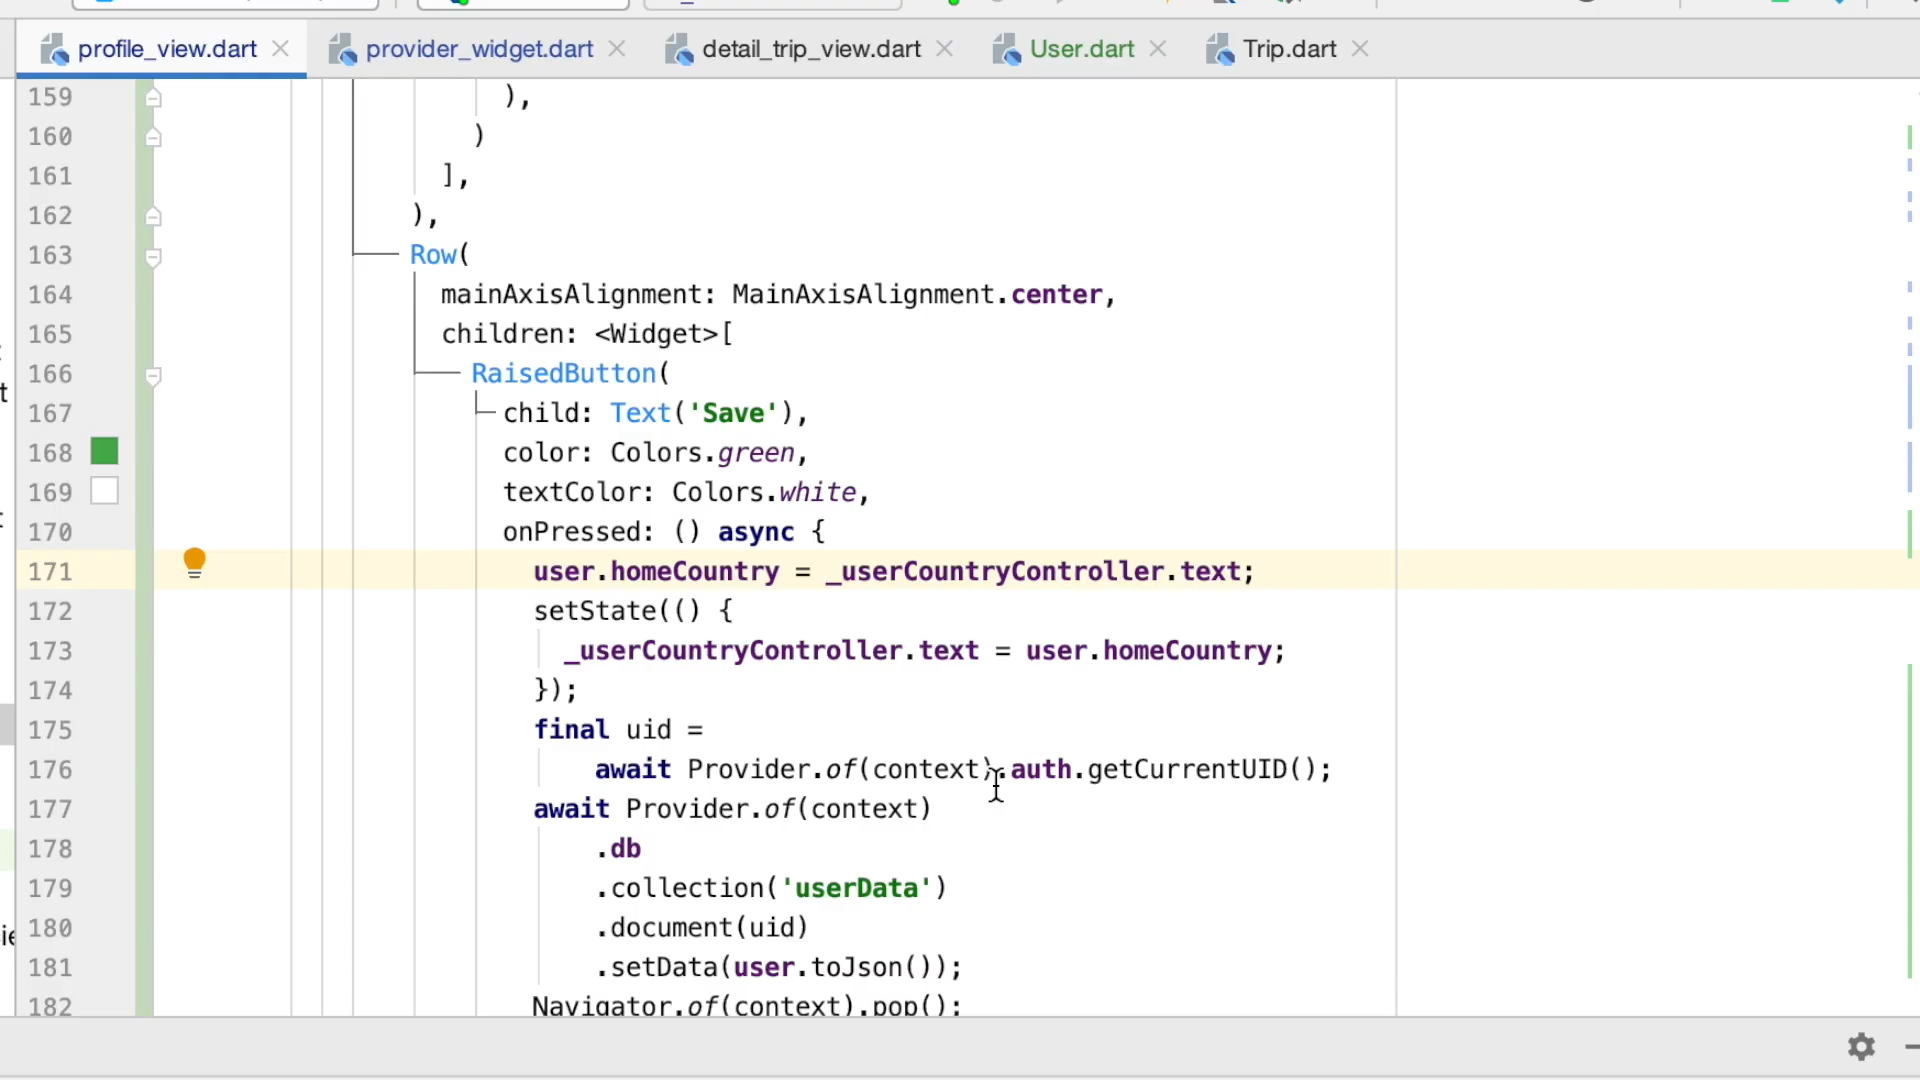 profile_view.dart provider_widget.dart detail_trip_view.dart User.dart Trip.dart
159 ),
160 )
161 ],
162 ),
163 Row(
164 mainAxisAlignment: MainAxisAlignment.center,
165 children: <Widget>[
166 RaisedButton(
167 child: Text('Save'),
168 color: Colors.green,
169 textColor: Colors.white,
170 onPressed: () async {
171 user.homeCountry = _userCountryController.text;
172 setState(() {
173 _userCountryController.text = user.homeCountry;
174 });
175 final uid =
176 await Provider.of(context).auth.getCurrentUID();
177 await Provider.of(context)
178 .db
179 .collection('userData')
180 .document(uid)
181 .setData(user.toJson());
182 Navigator.of(context).pop();